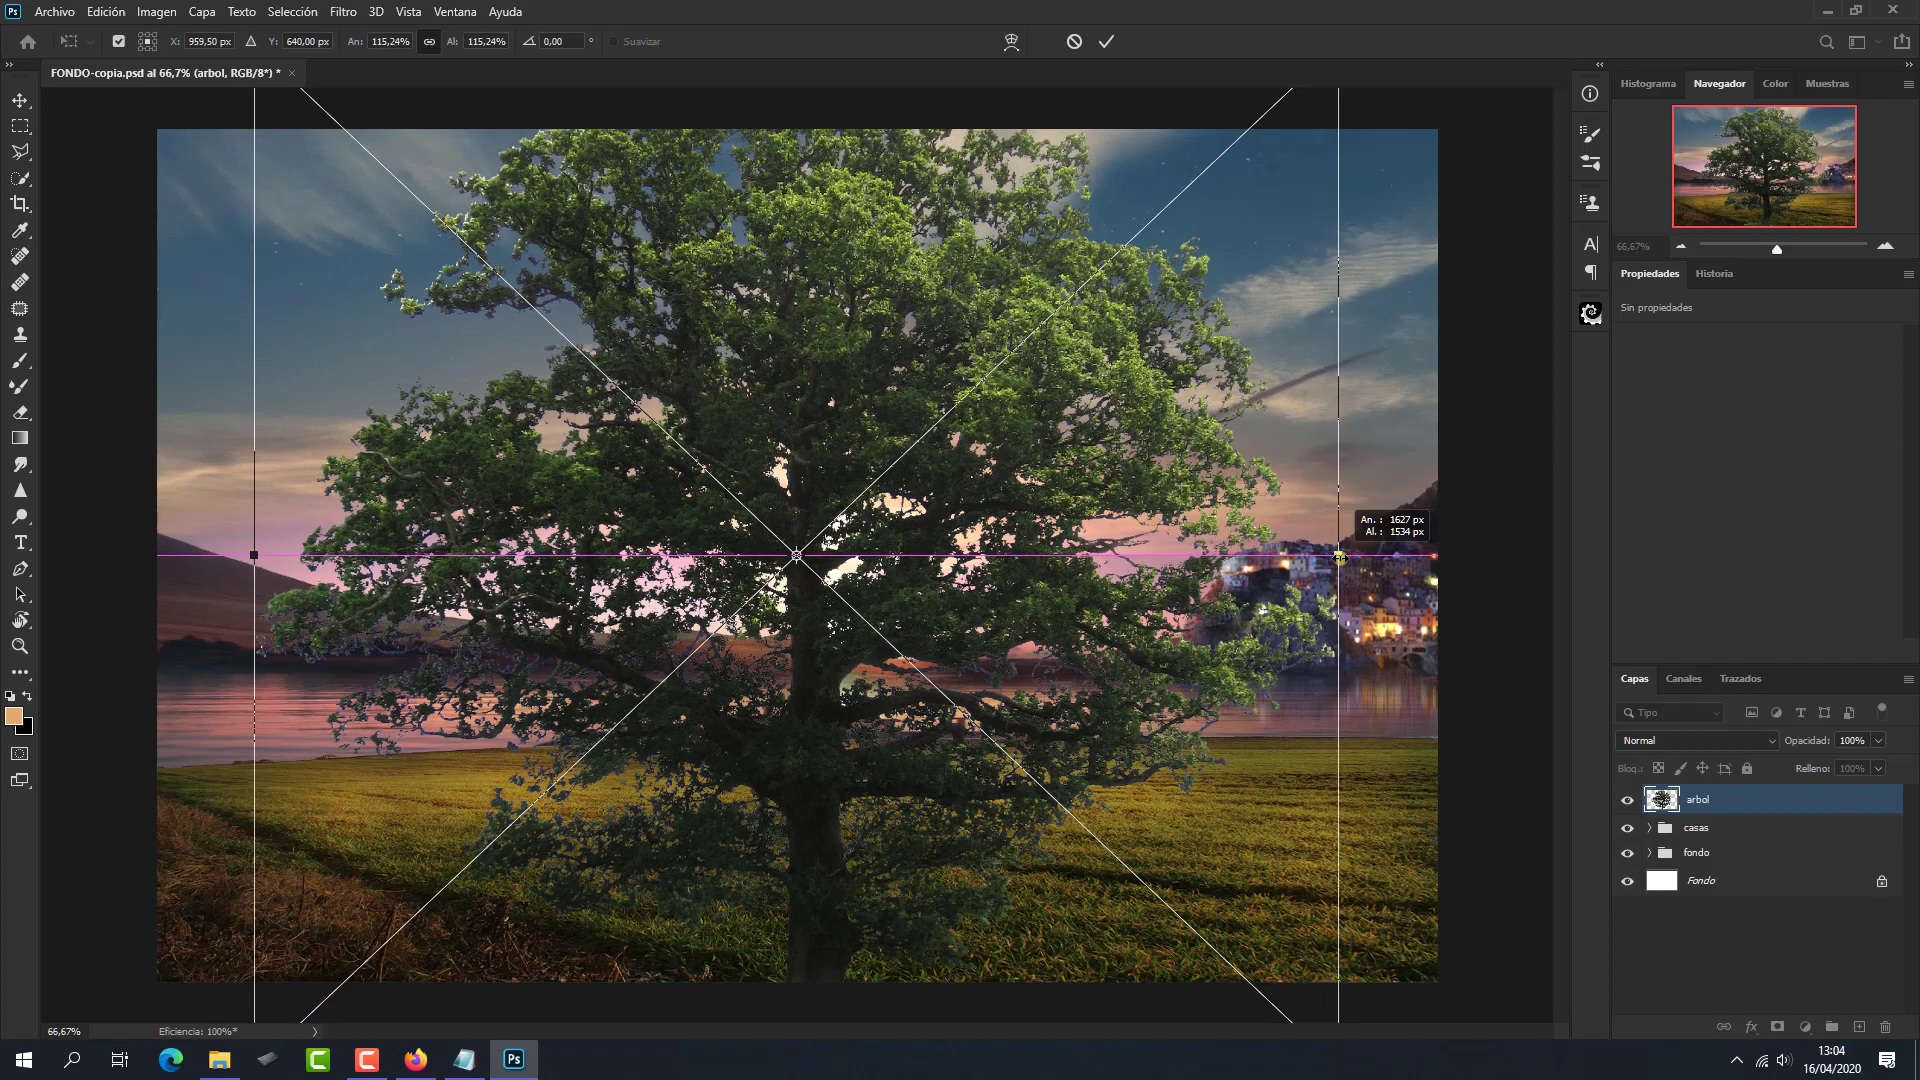 Ps Archivo Edición Imagen Capa Texto Selección Filtro 3D Vista Ventana Ayuda
X: 959,50 px Y: 640,00 px An: 115,24% Al: 115,24% 0,00 ° Suavizar
FONDO-copia.psd al 66,7% (arbol, RGB/8*) * ×
Histograma Navegador Color Muestras
66,67%
Propiedades Historia
Sin propiedades
An. : 1627 px
Al. : 1534 px
Capas Canales Trazados
Tipo
Normal Opacidad: 100%
Bloq.: Relleno: 100%
arbol
casas
fondo
Fondo
66,67% Eficiencia: 100%*
Ps
13:04
16/04/2020